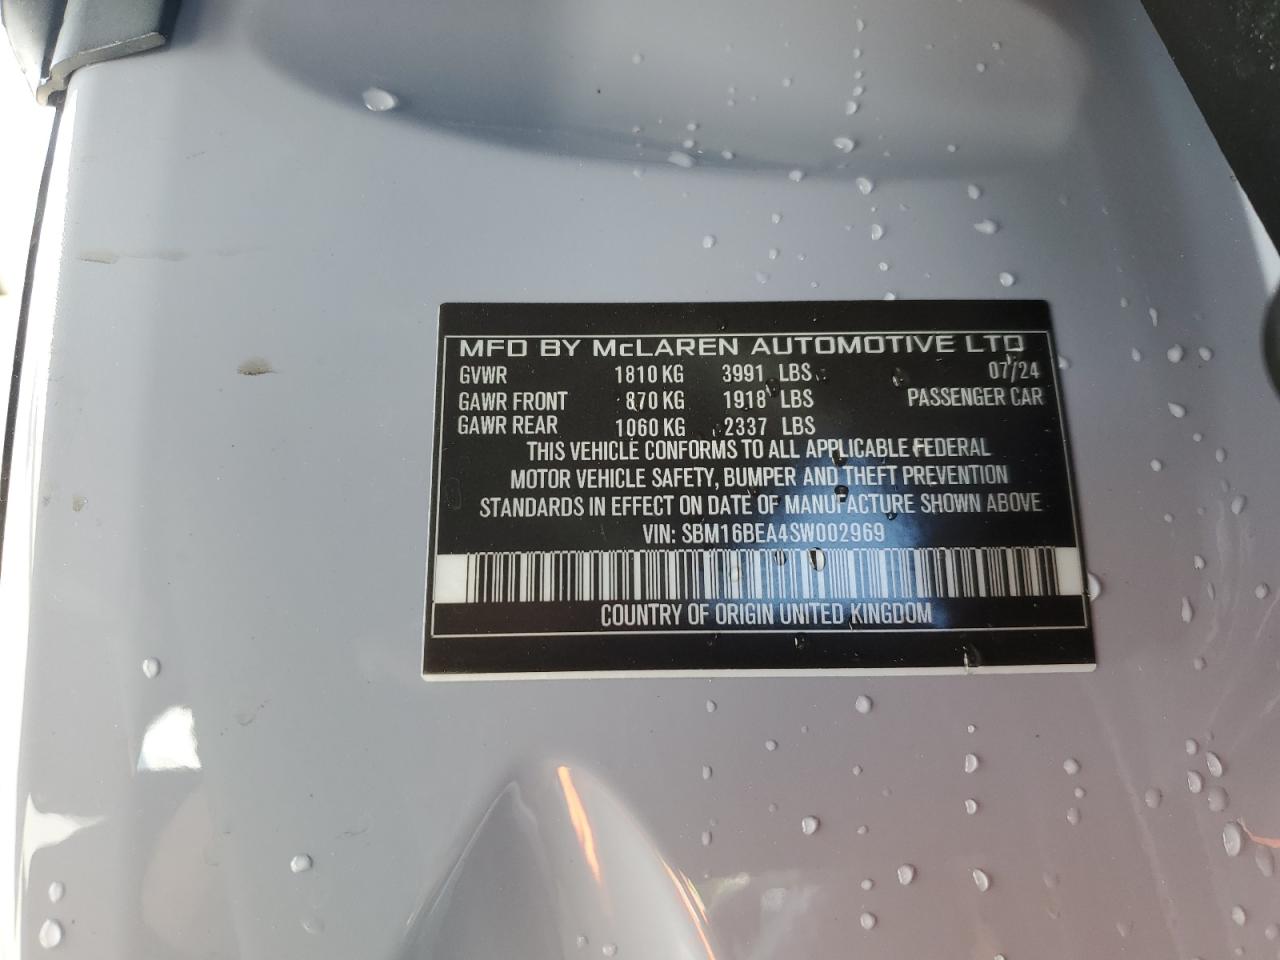 MFD BY McLAREN AUTOMOTIVE LTD
GVWR 1810 KG 3991 LBS 07/24
GAWR FRONT 870 KG 1918 LBS PASSENGER CAR
GAWR REAR 1060 KG 2337 LBS
THIS VEHICLE CONFORMS TO ALL APPLICABLE FEDERAL
MOTOR VEHICLE SAFETY, BUMPER AND THEFT PREVENTION
STANDARDS IN EFFECT ON DATE OF MANUFACTURE SHOWN ABOVE
VIN: SBM16BEA4SW002969
COUNTRY OF ORIGIN UNITED KINGDOM